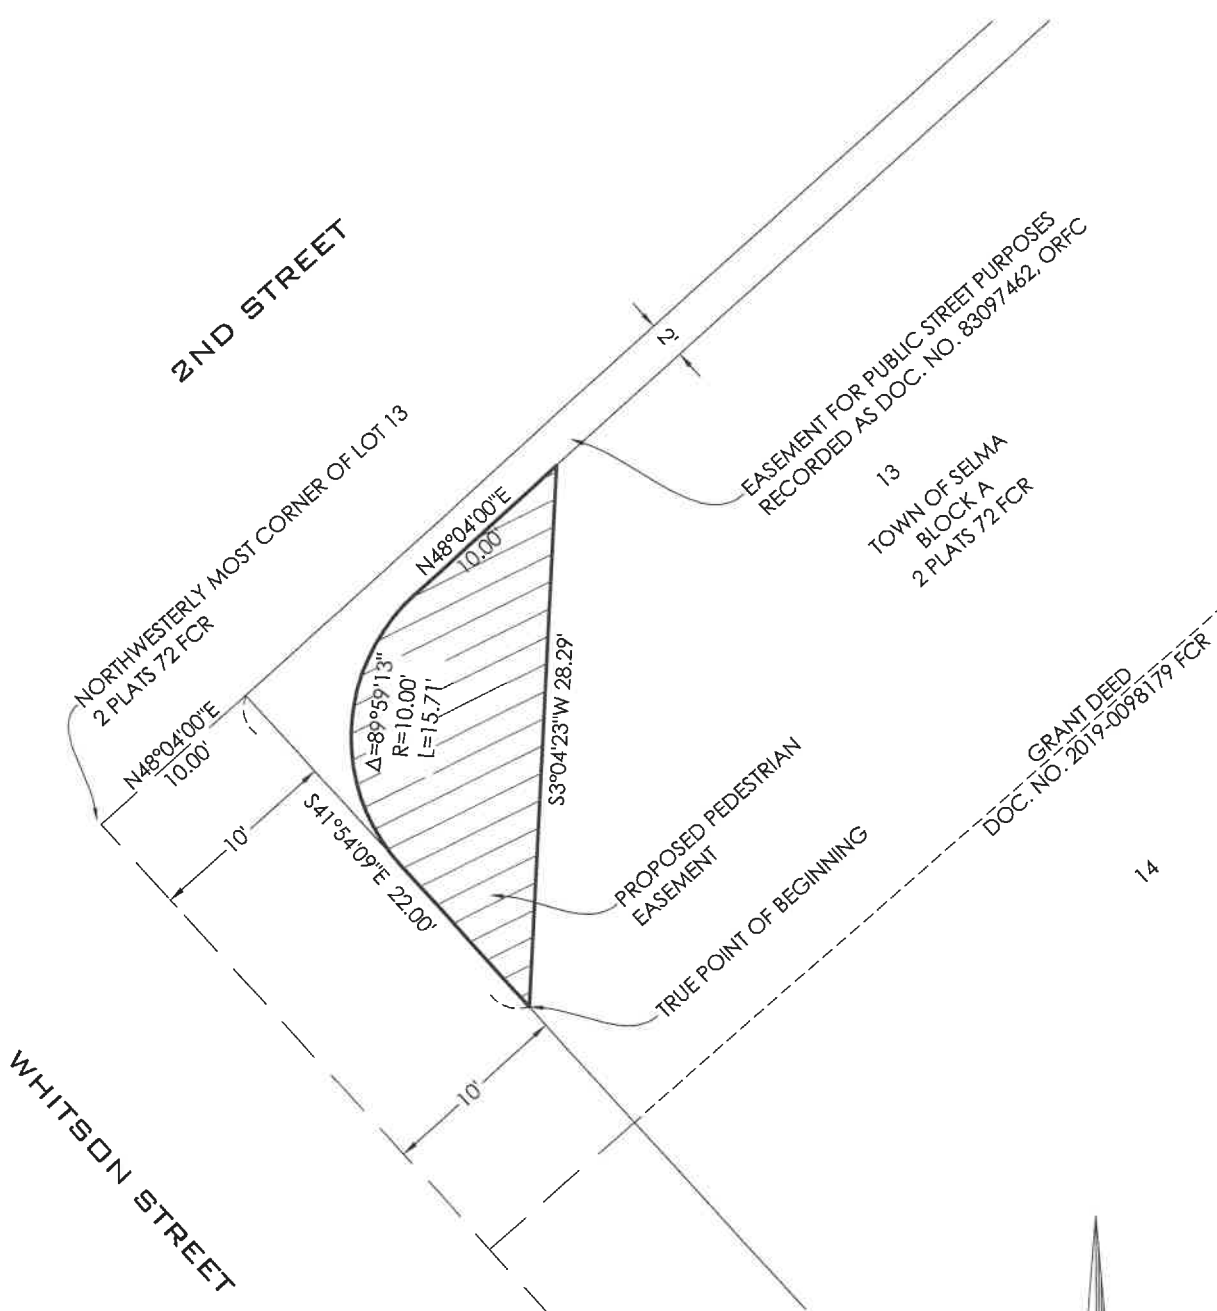 2ND STREET
2'
EASEMENT FOR PUBLIC STREET PURPOSES
RECORDED AS DOC. NO. 83097462, ORFC
13
TOWN OF SELMA
BLOCK A
2 PLATS 72 FCR
NORTHWESTERLY MOST CORNER OF LOT 13
2 PLATS 72 FCR
N48°04'00"E
10.00'
N48°04'00"E
10.00'
Δ=89°59'13"
R=10.00'
L=15.71'
S3°04'23"W 28.29'
10'
S41°54'09"E 22.00'
PROPOSED PEDESTRIAN
EASEMENT
TRUE POINT OF BEGINNING
GRANT DEED
DOC. NO. 2019-0098179 FCR
14
10'
WHITSON STREET